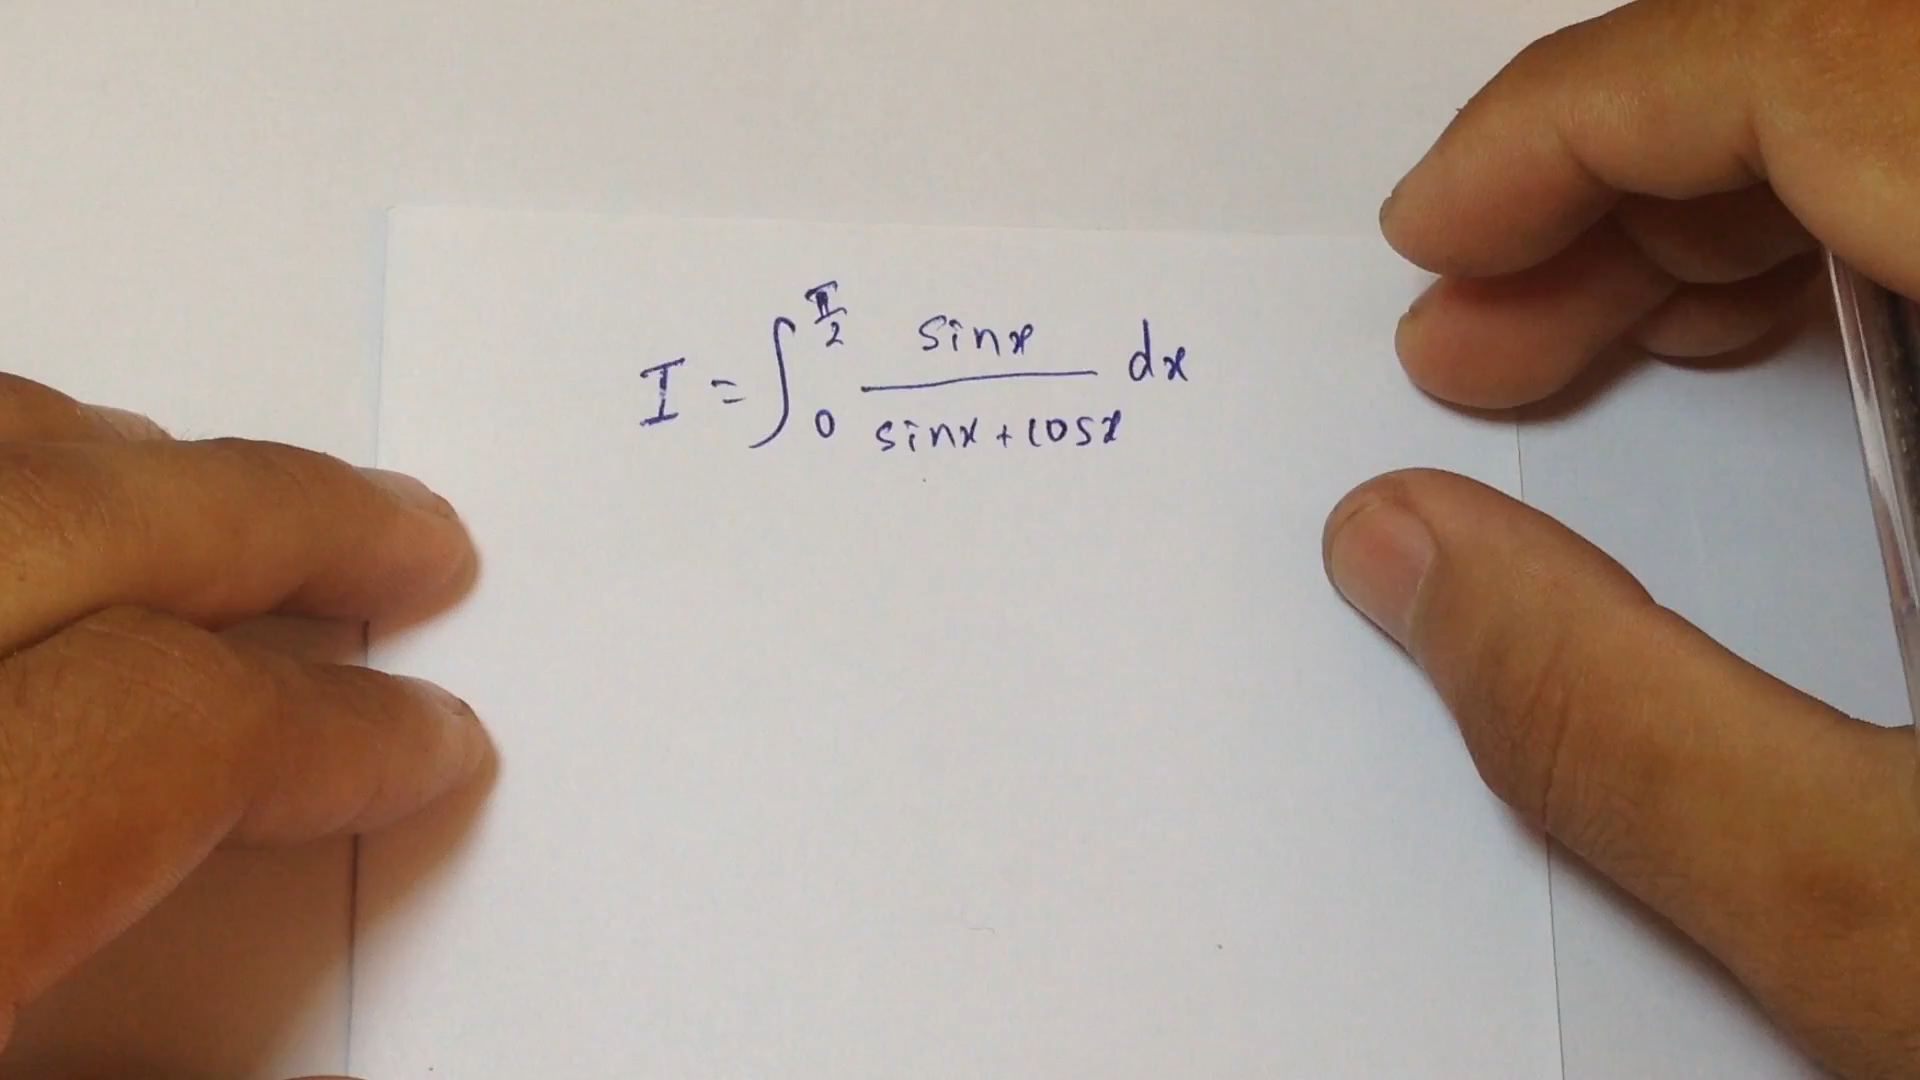 I = ∫₀^(π/2) sinx / (sinx + cosx) dx